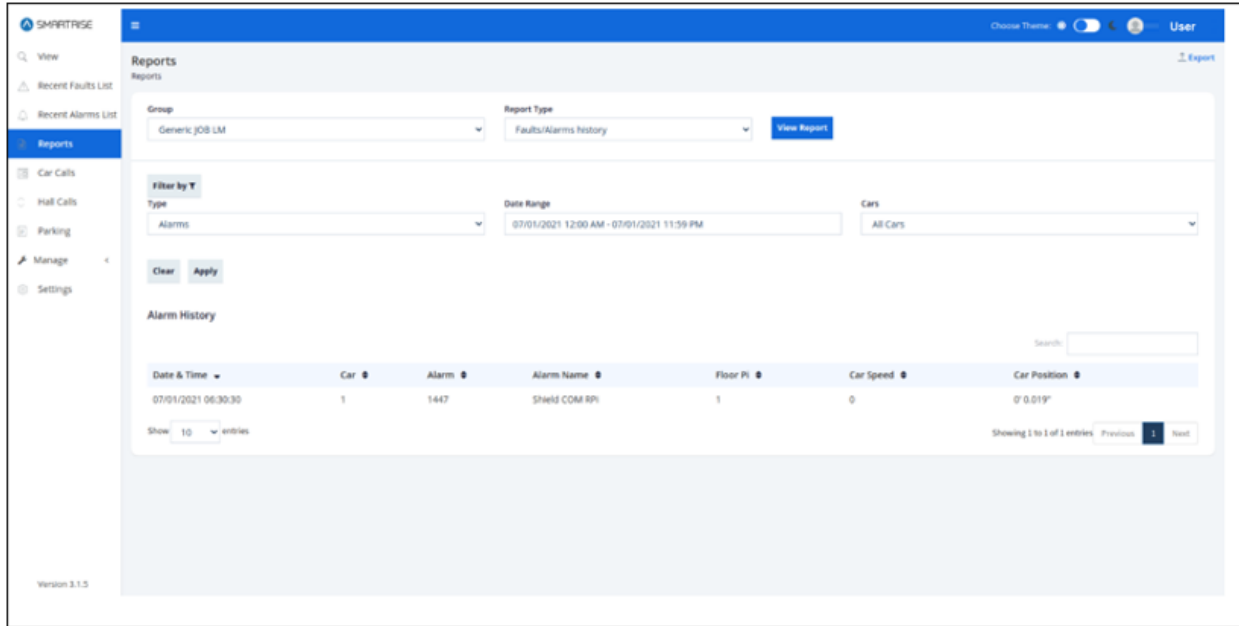 SMARTRISE
Choose Theme:
User
View
Recent Faults List
Recent Alarms List
Reports
Car Calls
Hall Calls
Parking
Manage
Settings
Version 3.1.5
Reports
Reports
Export
Group
Report Type
Generic JOB LM
Faults/Alarms history
View Report
Filter by
Type
Date Range
Cars
Alarms
07/01/2021 12:00 AM - 07/01/2021 11:59 PM
All Cars
Clear Apply
Alarm History
Search:
Date & Time Car Alarm Alarm Name Floor Pi Car Speed Car Position
07/01/2021 06:30:30 1 1447 Shield COM RPi 1 0 0' 0.019"
Show 10 entries
Showing 1 to 1 of 1 entries Previous 1 Next